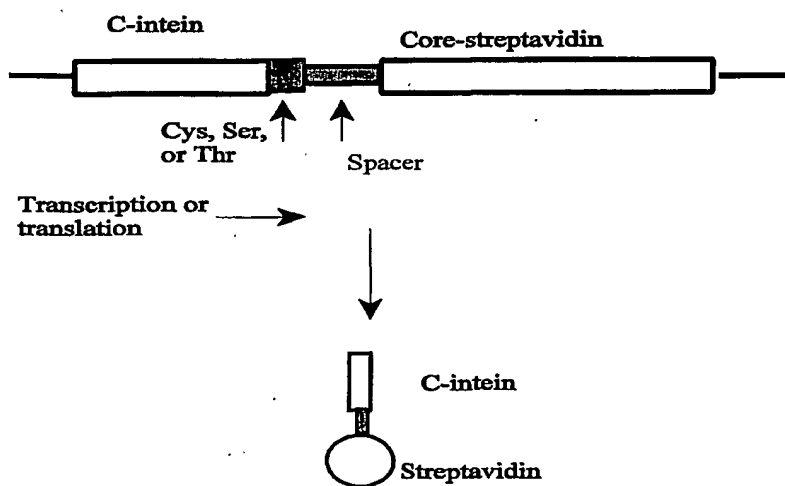 C-intein
Core-streptavidin
Cys, Ser,
or Thr
Spacer
Transcription or
translation
C-intein
Streptavidin